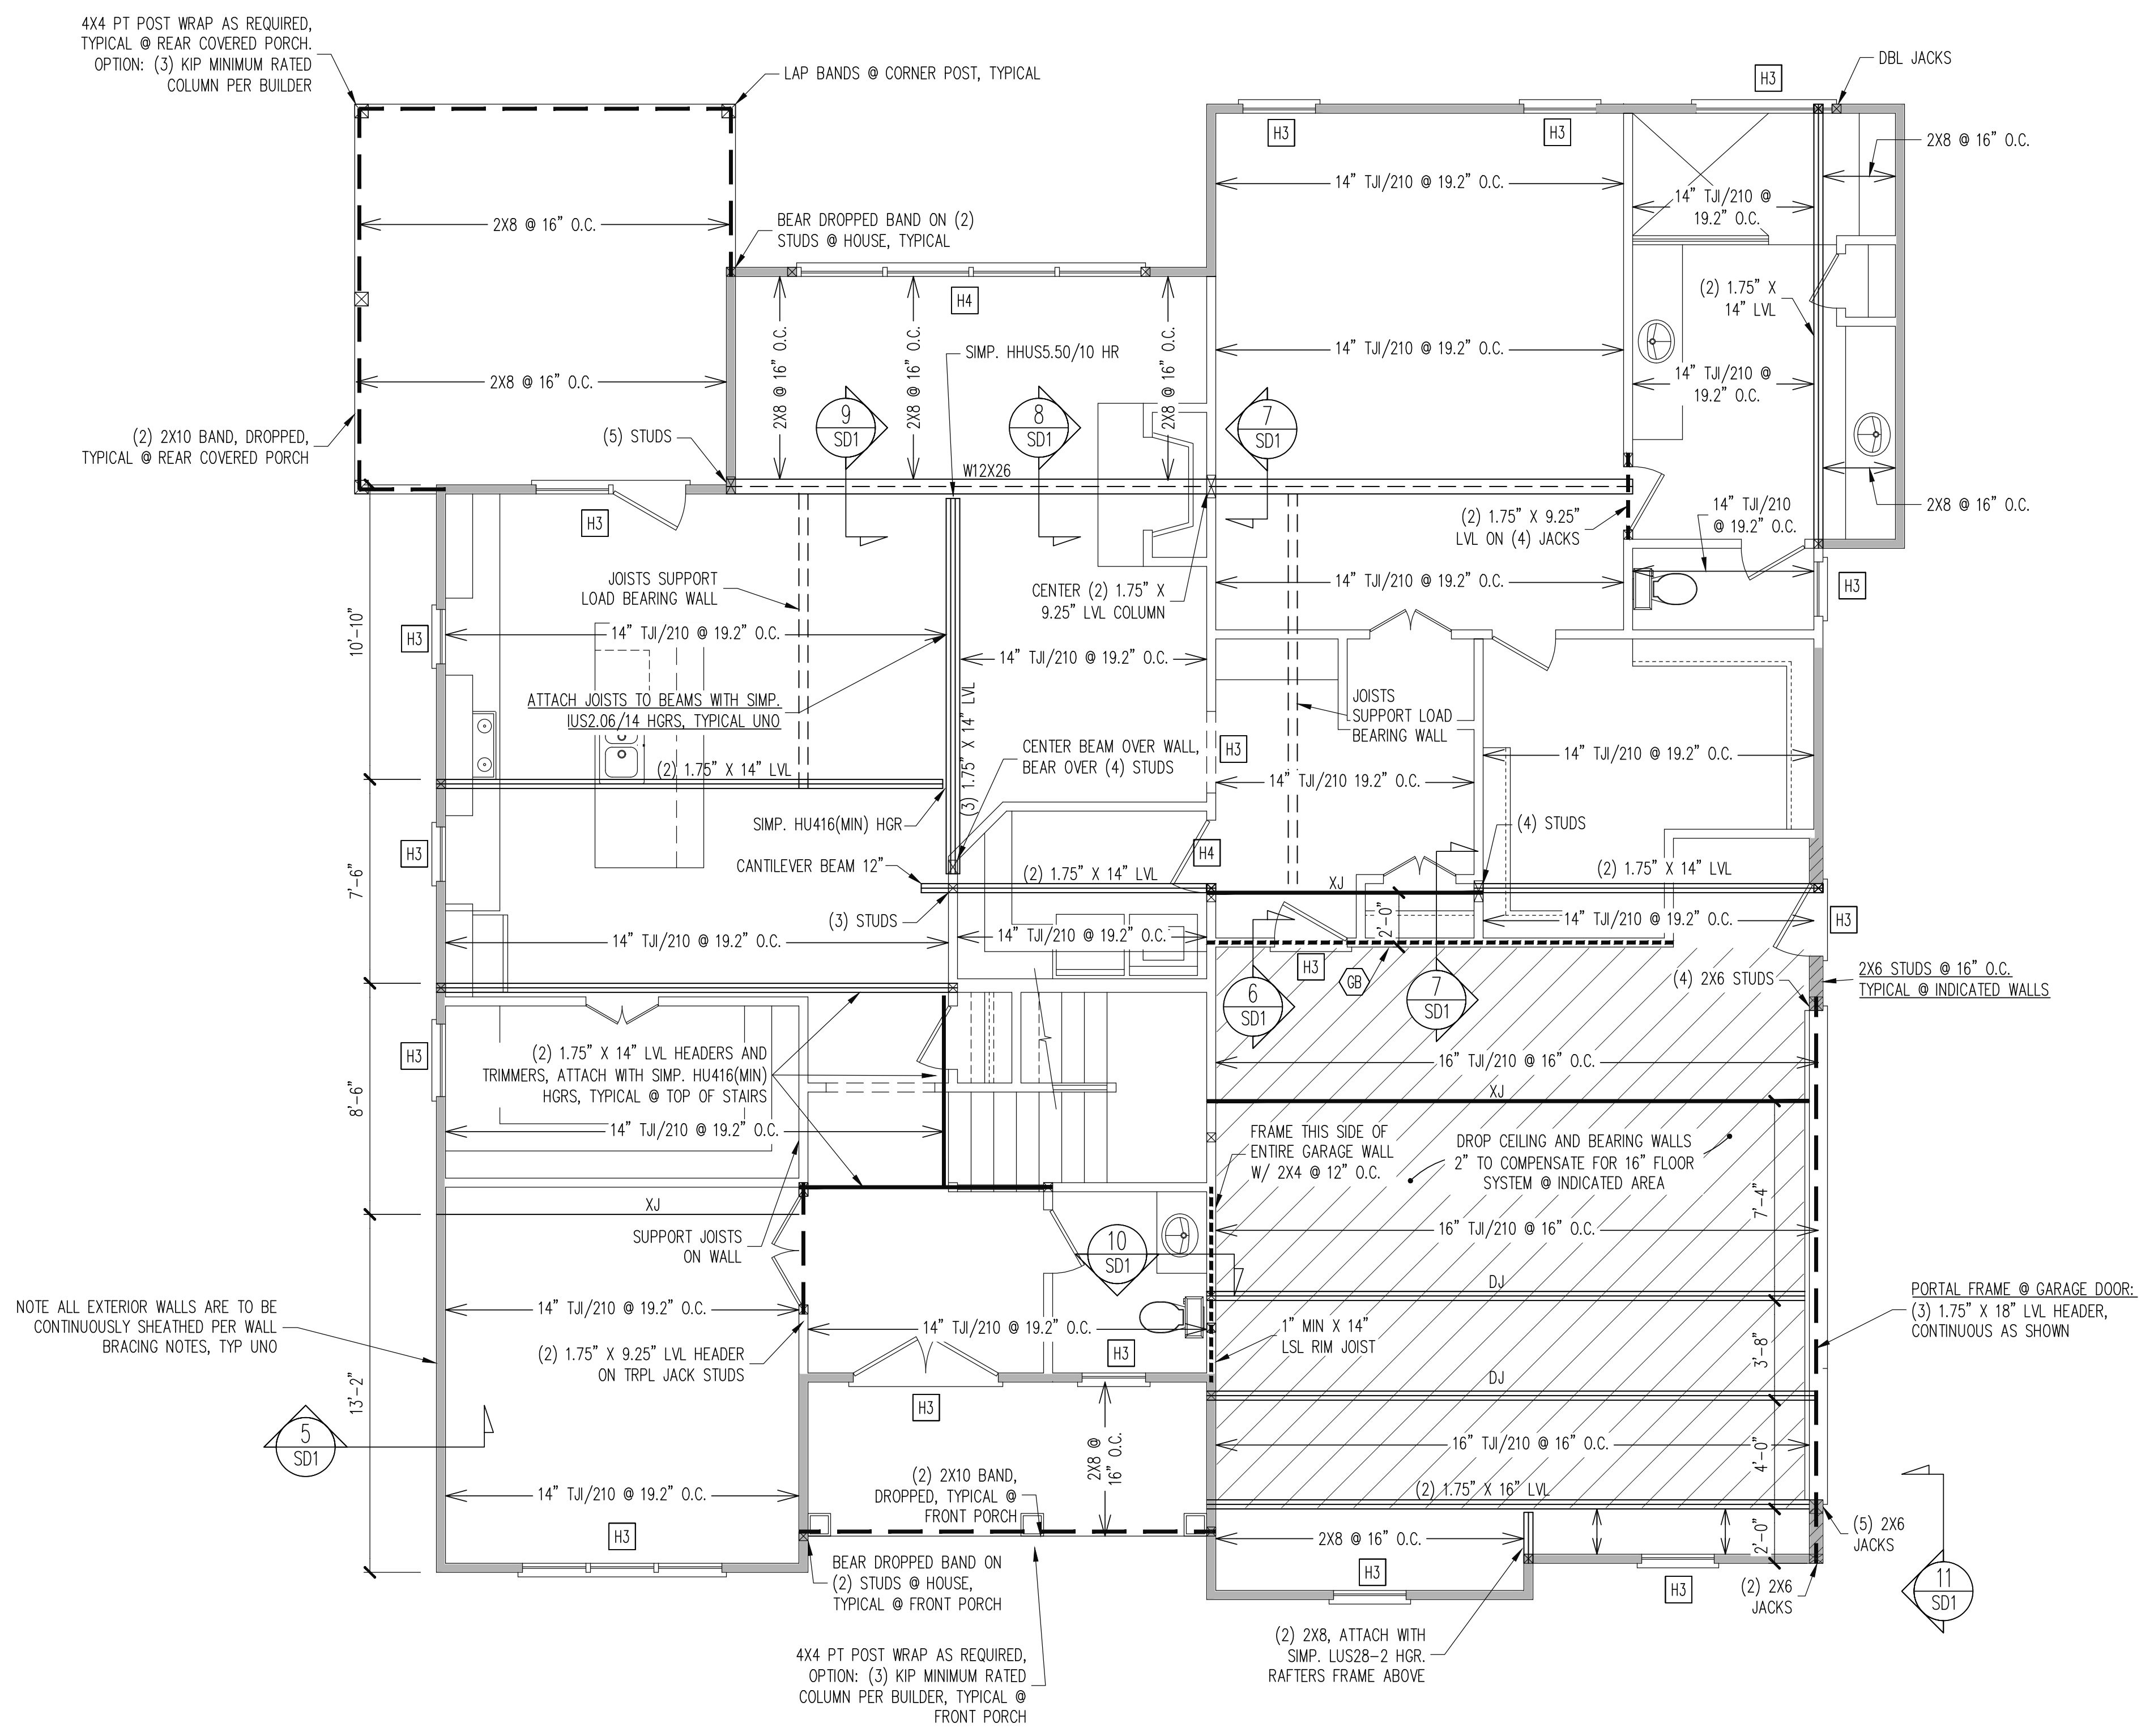 4X4 PT POST WRAP AS REQUIRED,
TYPICAL @ REAR COVERED PORCH.
OPTION: (3) KIP MINIMUM RATED
COLUMN PER BUILDER
LAP BANDS @ CORNER POST, TYPICAL
H3
DBL JACKS
H3
H3
2X8 @ 16" O.C.
14" TJI/210 @ 19.2" O.C.
14" TJI/210 @
19.2" O.C.
2X8 @ 16" O.C.
BEAR DROPPED BAND ON (2)
STUDS @ HOUSE, TYPICAL
H4
(2) 1.75" X
14" LVL
2X8 @ 16" O.C.
2X8 @ 16" O.C.
2X8 @ 16" O.C.
SIMP. HHUS5.50/10 HR
14" TJI/210 @ 19.2" O.C.
14" TJI/210 @
19.2" O.C.
2X8 @ 16" O.C.
(2) 2X10 BAND, DROPPED,
TYPICAL @ REAR COVERED PORCH
(5) STUDS
9
SD1
8
SD1
7
SD1
W12X26
H3
(2) 1.75" X 9.25"
LVL ON (4) JACKS
14" TJI/210
@ 19.2" O.C.
2X8 @ 16" O.C.
JOISTS SUPPORT
LOAD BEARING WALL
CENTER (2) 1.75" X
9.25" LVL COLUMN
14" TJI/210 @ 19.2" O.C.
H3
10'-10"
H3
14" TJI/210 @ 19.2" O.C.
14" TJI/210 @ 19.2" O.C.
ATTACH JOISTS TO BEAMS WITH SIMP.
IUS2.06/14 HGRS, TYPICAL UNO
(3) 1.75" X 14" LVL
JOISTS
SUPPORT LOAD
BEARING WALL
CENTER BEAM OVER WALL,
BEAR OVER (4) STUDS
H3
14" TJI/210 @ 19.2" O.C.
(2) 1.75" X 14" LVL
14" TJI/210 19.2" O.C.
SIMP. HU416(MIN) HGR
(4) STUDS
7'-6"
H3
CANTILEVER BEAM 12"
H4
(2) 1.75" X 14" LVL
XJ
(2) 1.75" X 14" LVL
(3) STUDS
2'-0"
14" TJI/210 @ 19.2" O.C.
H3
14" TJI/210 @ 19.2" O.C.
14" TJI/210 @ 19.2" O.C.
H3
GB
(4) 2X6 STUDS
2X6 STUDS @ 16" O.C.
TYPICAL @ INDICATED WALLS
6
SD1
7
SD1
H3
8'-6"
(2) 1.75" X 14" LVL HEADERS AND
TRIMMERS, ATTACH WITH SIMP. HU416(MIN)
HGRS, TYPICAL @ TOP OF STAIRS
16" TJI/210 @ 16" O.C.
XJ
14" TJI/210 @ 19.2" O.C.
FRAME THIS SIDE OF
ENTIRE GARAGE WALL
W/ 2X4 @ 12" O.C.
DROP CEILING AND BEARING WALLS
2" TO COMPENSATE FOR 16" FLOOR
SYSTEM @ INDICATED AREA
7'-4"
XJ
SUPPORT JOISTS
ON WALL
10
SD1
16" TJI/210 @ 16" O.C.
DJ
NOTE ALL EXTERIOR WALLS ARE TO BE
CONTINUOUSLY SHEATHED PER WALL
BRACING NOTES, TYP UNO
14" TJI/210 @ 19.2" O.C.
14" TJI/210 @ 19.2" O.C.
(2) 1.75" X 9.25" LVL HEADER
ON TRPL JACK STUDS
H3
1" MIN X 14"
LSL RIM JOIST
3'-8"
PORTAL FRAME @ GARAGE DOOR:
(3) 1.75" X 18" LVL HEADER,
CONTINUOUS AS SHOWN
DJ
13'-2"
H3
5
SD1
2X8 @
16" O.C.
16" TJI/210 @ 16" O.C.
4'-0"
14" TJI/210 @ 19.2" O.C.
(2) 2X10 BAND,
DROPPED, TYPICAL @
FRONT PORCH
(2) 1.75" X 16" LVL
H3
2X8 @ 16" O.C.
2'-0"
(5) 2X6
JACKS
BEAR DROPPED BAND ON
(2) STUDS @ HOUSE,
TYPICAL @ FRONT PORCH
H3
H3
(2) 2X6
JACKS
11
SD1
(2) 2X8, ATTACH WITH
SIMP. LUS28-2 HGR.
RAFTERS FRAME ABOVE
4X4 PT POST WRAP AS REQUIRED,
OPTION: (3) KIP MINIMUM RATED
COLUMN PER BUILDER, TYPICAL @
FRONT PORCH